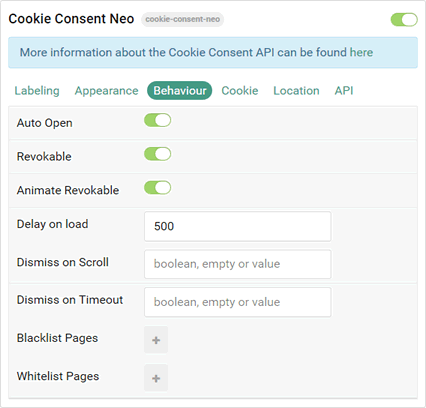 Cookie Consent Neo cookie-consent-neo
More information about the Cookie Consent API can be found here
Labeling Appearance Behaviour Cookie Location API
Auto Open
Revokable
Animate Revokable
Delay on load 500
Dismiss on Scroll boolean, empty or value
Dismiss on Timeout boolean, empty or value
Blacklist Pages +
Whitelist Pages +